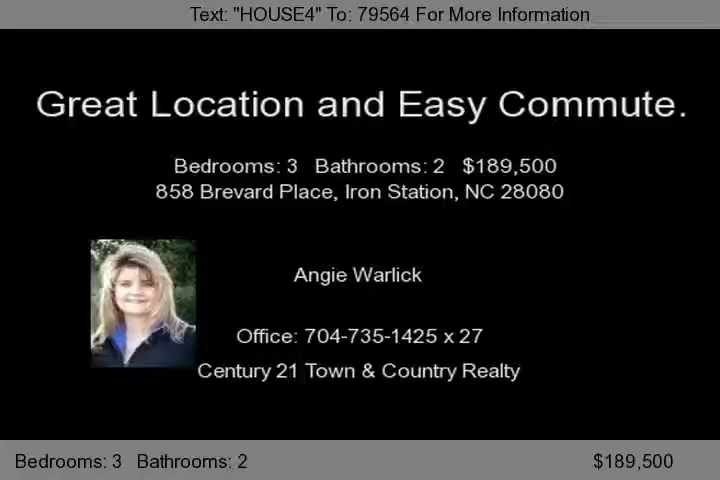 Text: "HOUSE4" To: 79564 For More Information
Great Location and Easy Commute.
Bedrooms: 3 Bathrooms: 2 $189,500
858 Brevard Place, Iron Station, NC 28080
Angie Warlick
Office: 704-735-1425 x 27
Century 21 Town & Country Realty
Bedrooms: 3 Bathrooms: 2 $189,500